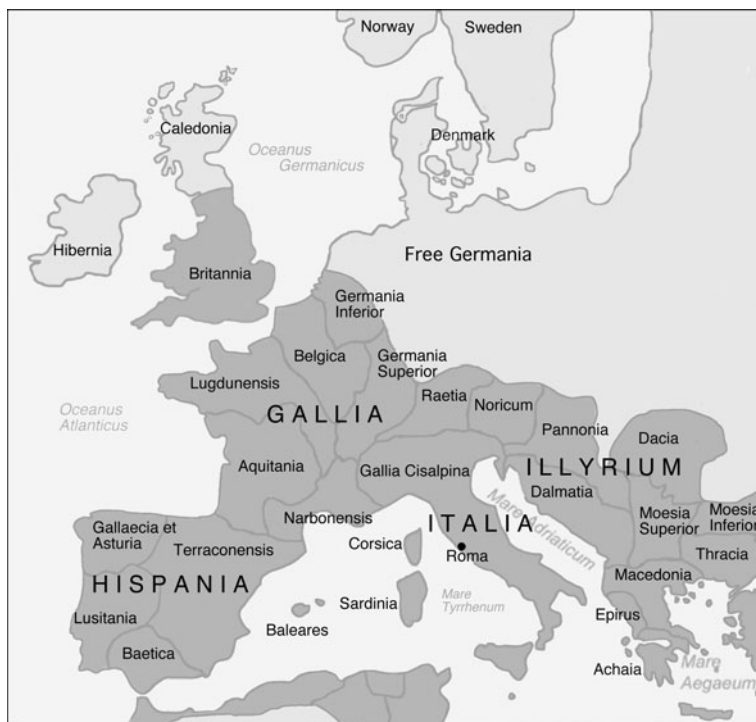 Norway
Sweden
Caledonia
Denmark
Oceanus
Germanicus
Hibernia
Britannia
Free Germania
Germania
Inferior
Belgica
Germania
Superior
Lugdunensis
Raetia
Noricum
Oceanus
Atlanticus
GALLIA
Pannonia
Dacia
Aquitania
Gallia Cisalpina
ILLYRIUM
Dalmatia
Mare Adriaticum
Moesia
Superior
Moesia
Inferior
Gallaecia et
Asturia
Terraconensis
Narbonensis
Corsica
ITALIA
Roma
Thracia
HISPANIA
Macedonia
Lusitania
Baleares
Sardinia
Mare
Tyrrhenum
Epirus
Baetica
Achaia
Mare
Aegaeum